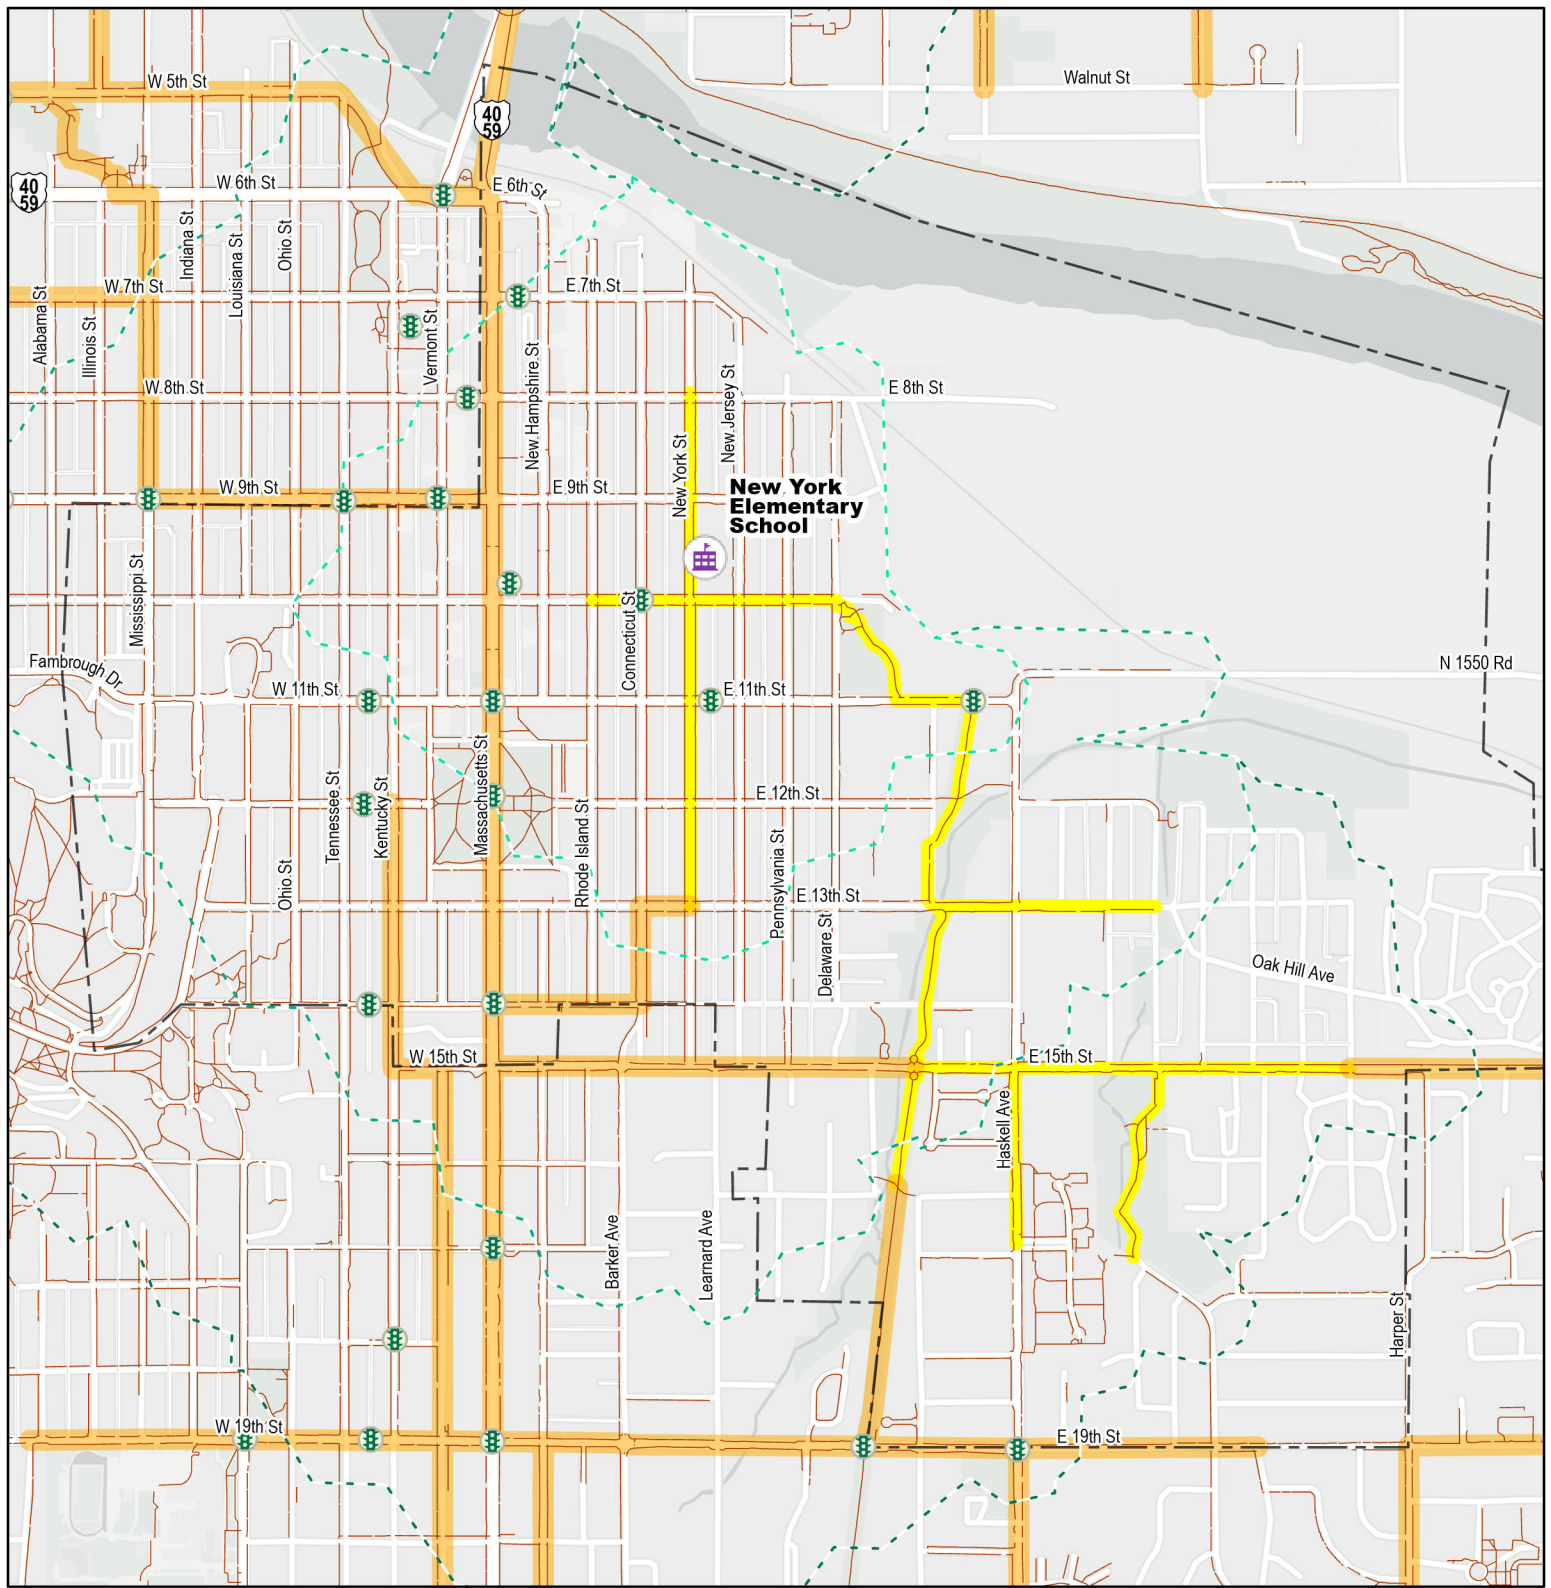 W 5th St
Walnut St
40
59
40
59
W 6th St
E 6th St
Indiana St
Louisiana St
Ohio St
W 7th St
E 7th St
Alabama St
Illinois St
Vermont St
New Hampshire St
New Jersey St
W 8th St
E 8th St
New York St
W 9th St
E 9th St
New York
Elementary
School
Mississippi St
Connecticut St
Fambrough Dr
W 11th St
E 11th St
N 1550 Rd
Massachusetts St
Tennessee St
Kentucky St
E 12th St
Rhode Island St
Pennsylvania St
Ohio St
E 13th St
Delaware St
Oak Hill Ave
W 15th St
E 15th St
Haskell Ave
Barker Ave
Learnard Ave
Harper St
W 19th St
E 19th St